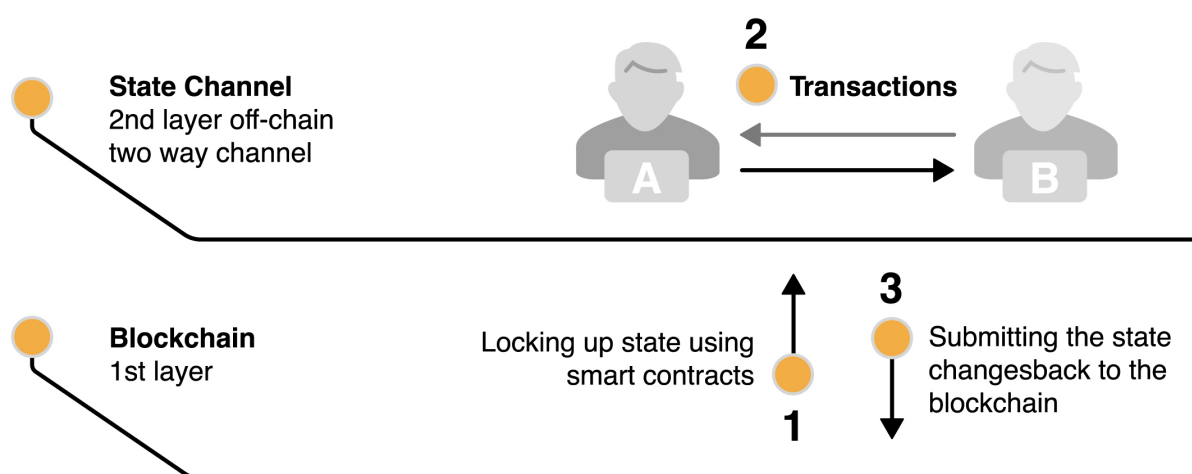 2
State Channel
2nd layer off-chain
two way channel
Transactions
A
B
3
Blockchain
1st layer
Locking up state using
smart contracts
1
Submitting the state
changesback to the
blockchain